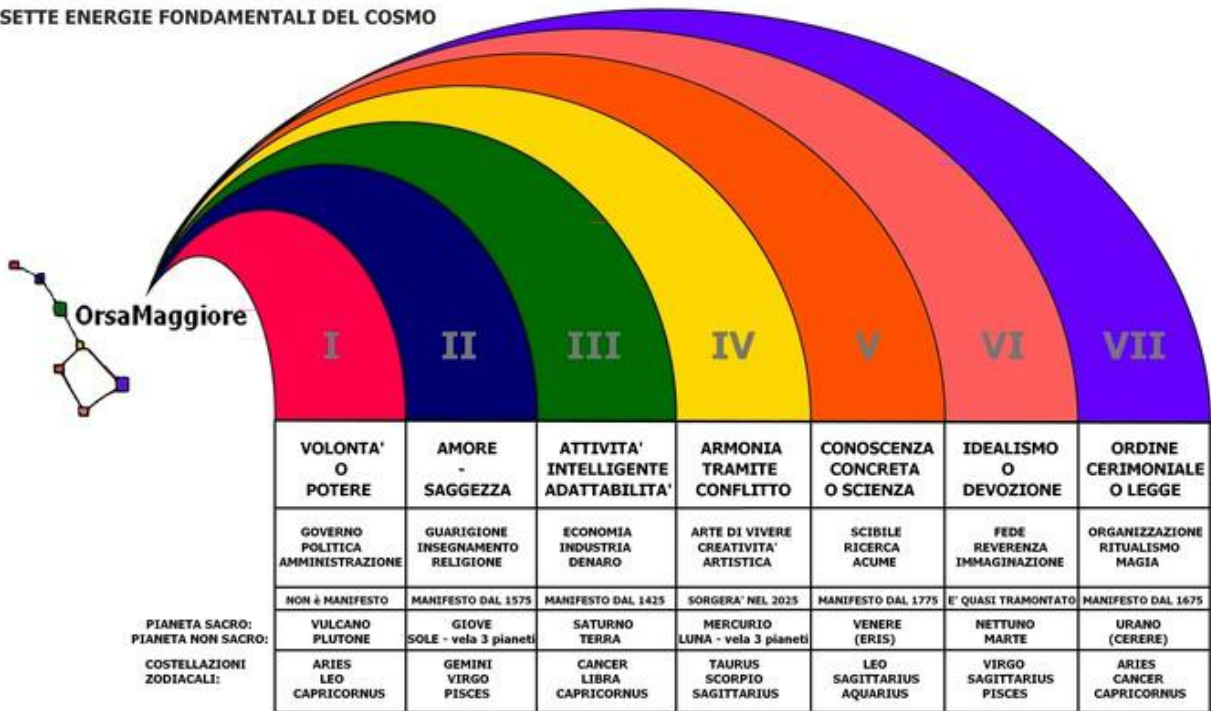 SETTE ENERGIE FONDAMENTALI DEL COSMO
OrsaMaggiore
I II III IV V VI VII
VOLONTA' O POTERE
AMORE - SAGGEZZA
ATTIVITA' INTELLIGENTE ADATTABILITA'
ARMONIA TRAMITE CONFLITTO
CONOSCENZA CONCRETA O SCIENZA
IDEALISMO O DEVOZIONE
ORDINE CERIMONIALE O LEGGE
GOVERNO POLITICA AMMINISTRAZIONE
GUARIGIONE INSEGNAMENTO RELIGIONE
ECONOMIA INDUSTRIA DENARO
ARTE DI VIVERE CREATIVITA' ARTISTICA
SCIBILE RICERCA ACUME
FEDE REVERENZA IMMAGINAZIONE
ORGANIZZAZIONE RITUALISMO MAGIA
NON è MANIFESTO
MANIFESTO DAL 1575
MANIFESTO DAL 1425
SORGERA' NEL 2025
MANIFESTO DAL 1775
E' QUASI TRAMONTATO
MANIFESTO DAL 1675
PIANETA SACRO: VULCANO GIOVE SATURNO MERCURIO VENERE NETTUNO URANO
PIANETA NON SACRO: PLUTONE SOLE - vela 3 pianeti TERRA LUNA - vela 3 pianeti (ERIS) MARTE (CERERE)
COSTELLAZIONI ZODIACALI:
ARIES LEO CAPRICORNUS
GEMINI VIRGO PISCES
CANCER LIBRA CAPRICORNUS
TAURUS SCORPIO SAGITTARIUS
LEO SAGITTARIUS AQUARIUS
VIRGO SAGITTARIUS PISCES
ARIES CANCER CAPRICORNUS